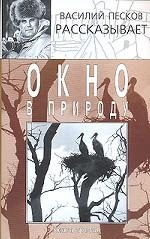 ВАСИЛИЙ ПЕСКОВ
РАССКАЗЫВАЕТ
ОКНО
В ПРИРОДУ